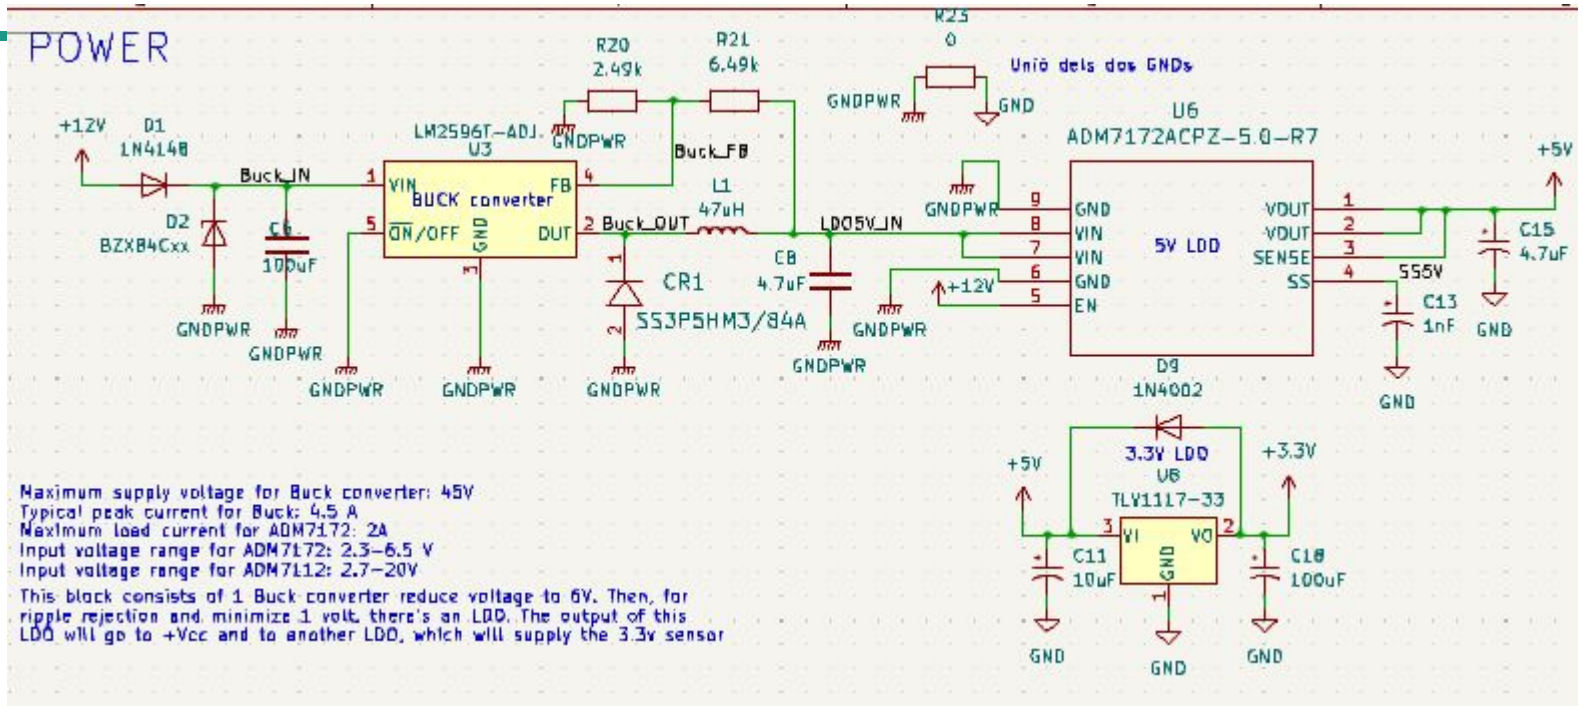 POWER
+12V
D1
1N4148
Buck_IN
D2
BZX84Cxx
GNDPWR
C6
100uF
GNDPWR
LM2596T-ADJ
U3
1
VIN
FB
4
BUCK converter
5
ON/OFF
GND
OUT
2
3
GNDPWR
GNDPWR
R20
2.49k
R21
6.49k
GNDPWR
Buck_FB
Buck_OUT
L1
47uH
LDO5V_IN
1
CR1
SS3P5HM3/84A
2
GNDPWR
C8
4.7uF
GNDPWR
R23
0
Unió dels dos GNDs
GNDPWR
GND
U6
ADM7172ACPZ-5.0-R7
GNDPWR
9
GND
8
VIN
7
VIN
6
GND
5
EN
+12V
GNDPWR
5V LDO
VOUT
1
VOUT
2
SENSE
3
SS
4
SS5V
+5V
C15
4.7uF
GND
C13
1nF
GND
D9
1N4002
3.3V LDO
U8
TLV1117-33
+5V
+3.3V
3
VI
VO
2
GND
1
C11
10uF
C18
100uF
GND
GND
GND
Maximum supply voltage for Buck converter: 45V
Typical peak current for Buck: 4.5 A
Maximum load current for ADM7172: 2A
Input voltage range for ADM7172: 2.3-6.5 V
Input voltage range for ADM7112: 2.7-20V
This block consists of 1 Buck converter reduce voltage to 6V. Then, for
ripple rejection and minimize 1 volt, there's an LDO. The output of this
LDO will go to +Vcc and to another LDO, which will supply the 3.3v sensor